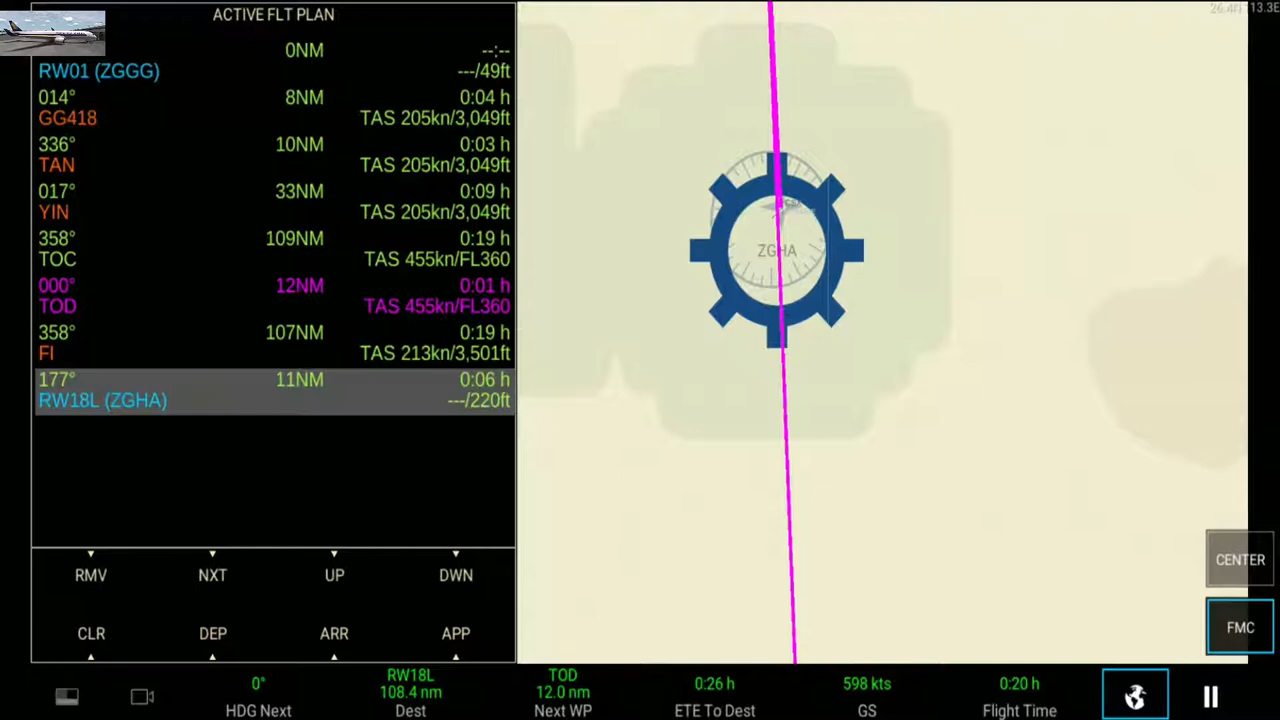 ACTIVE FLT PLAN
0NM --:--
RW01 (ZGGG) ---/49ft
014° 8NM 0:04 h
GG418 TAS 205kn/3,049ft
336° 10NM 0:03 h
TAN TAS 205kn/3,049ft
017° 33NM 0:09 h
YIN TAS 205kn/3,049ft
358° 109NM 0:19 h
TOC TAS 455kn/FL360
000° 12NM 0:01 h
TOD TAS 455kn/FL360
358° 107NM 0:19 h
FI TAS 213kn/3,501ft
177° 11NM 0:06 h
RW18L (ZGHA) ---/220ft
RMV NXT UP DWN
CLR DEP ARR APP
ZGHA
CENTER
FMC
0° HDG Next
RW18L 108.4 nm Dest
TOD 12.0 nm Next WP
0:26 h ETE To Dest
598 kts GS
0:20 h Flight Time